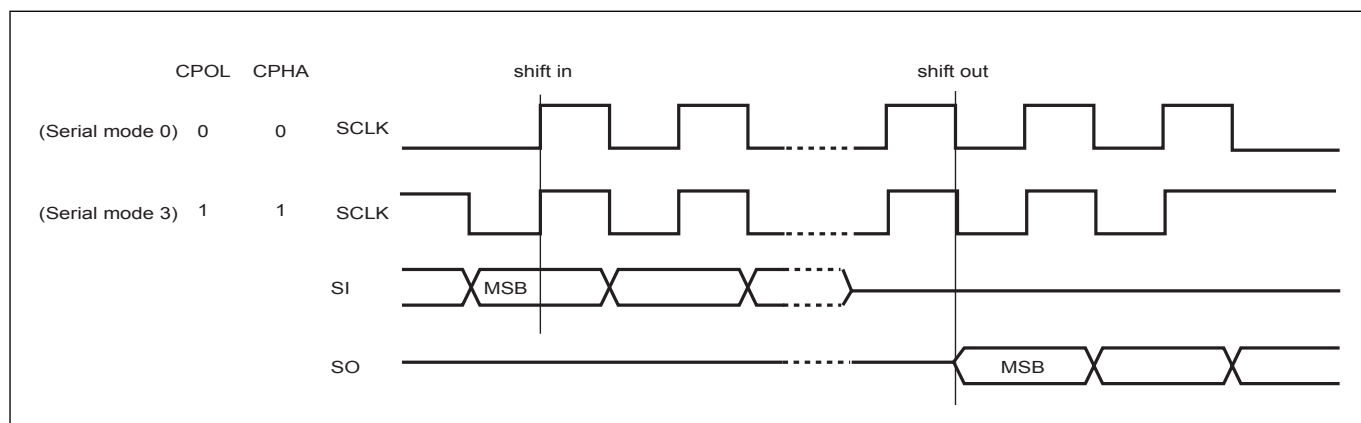 CPOL CPHA shift in shift out
(Serial mode 0) 0 0 SCLK
(Serial mode 3) 1 1 SCLK
SI MSB
SO MSB